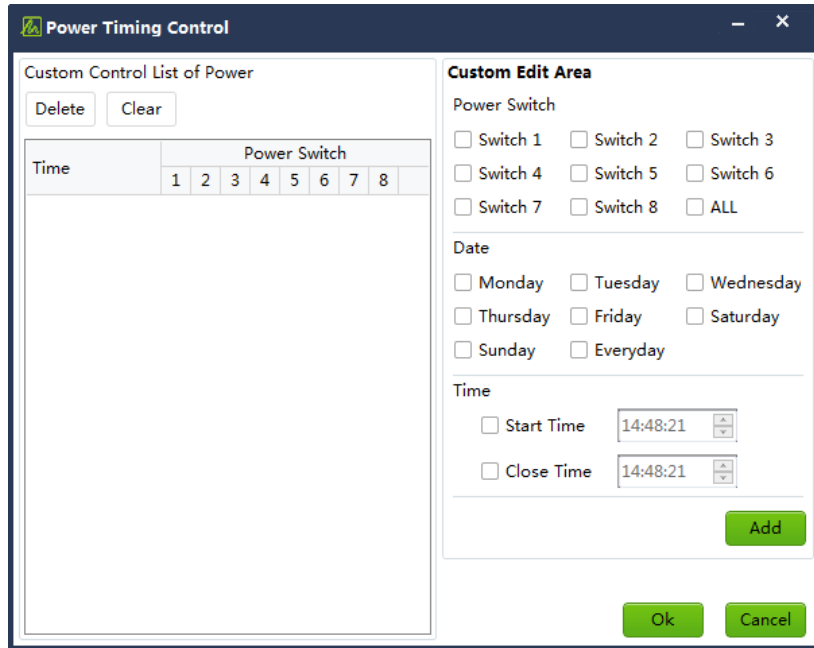 Power Timing Control
Custom Control List of Power
Delete Clear
Time
Power Switch
1 2 3 4 5 6 7 8
Custom Edit Area
Power Switch
Switch 1 Switch 2 Switch 3
Switch 4 Switch 5 Switch 6
Switch 7 Switch 8 ALL
Date
Monday Tuesday Wednesday
Thursday Friday Saturday
Sunday Everyday
Time
Start Time 14:48:21
Close Time 14:48:21
Add
Ok Cancel